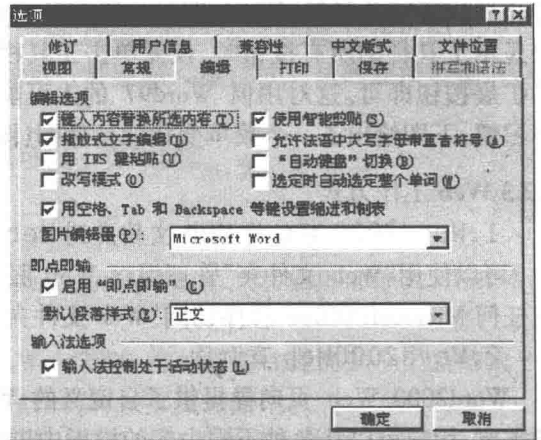 选项
修订 用户信息 兼容性 中文版式 文件位置
视图 常规 编辑 打印 保存 拼写和语法
编辑选项
键入内容替换所选内容(T) 使用智能剪贴(S)
拖放式文字编辑(D) 允许法语中大写字母带重音符号(A)
用 INS 键粘贴(V) “自动键盘”切换(B)
改写模式(O) 选定时自动选定整个单词(W)
用空格、Tab 和 Backspace 等键设置缩进和制表
图片编辑器(P): Microsoft Word
即点即输
启用“即点即输”(C)
默认段落样式(Y): 正文
输入法选项
输入法控制处于活动状态(L)
确定 取消